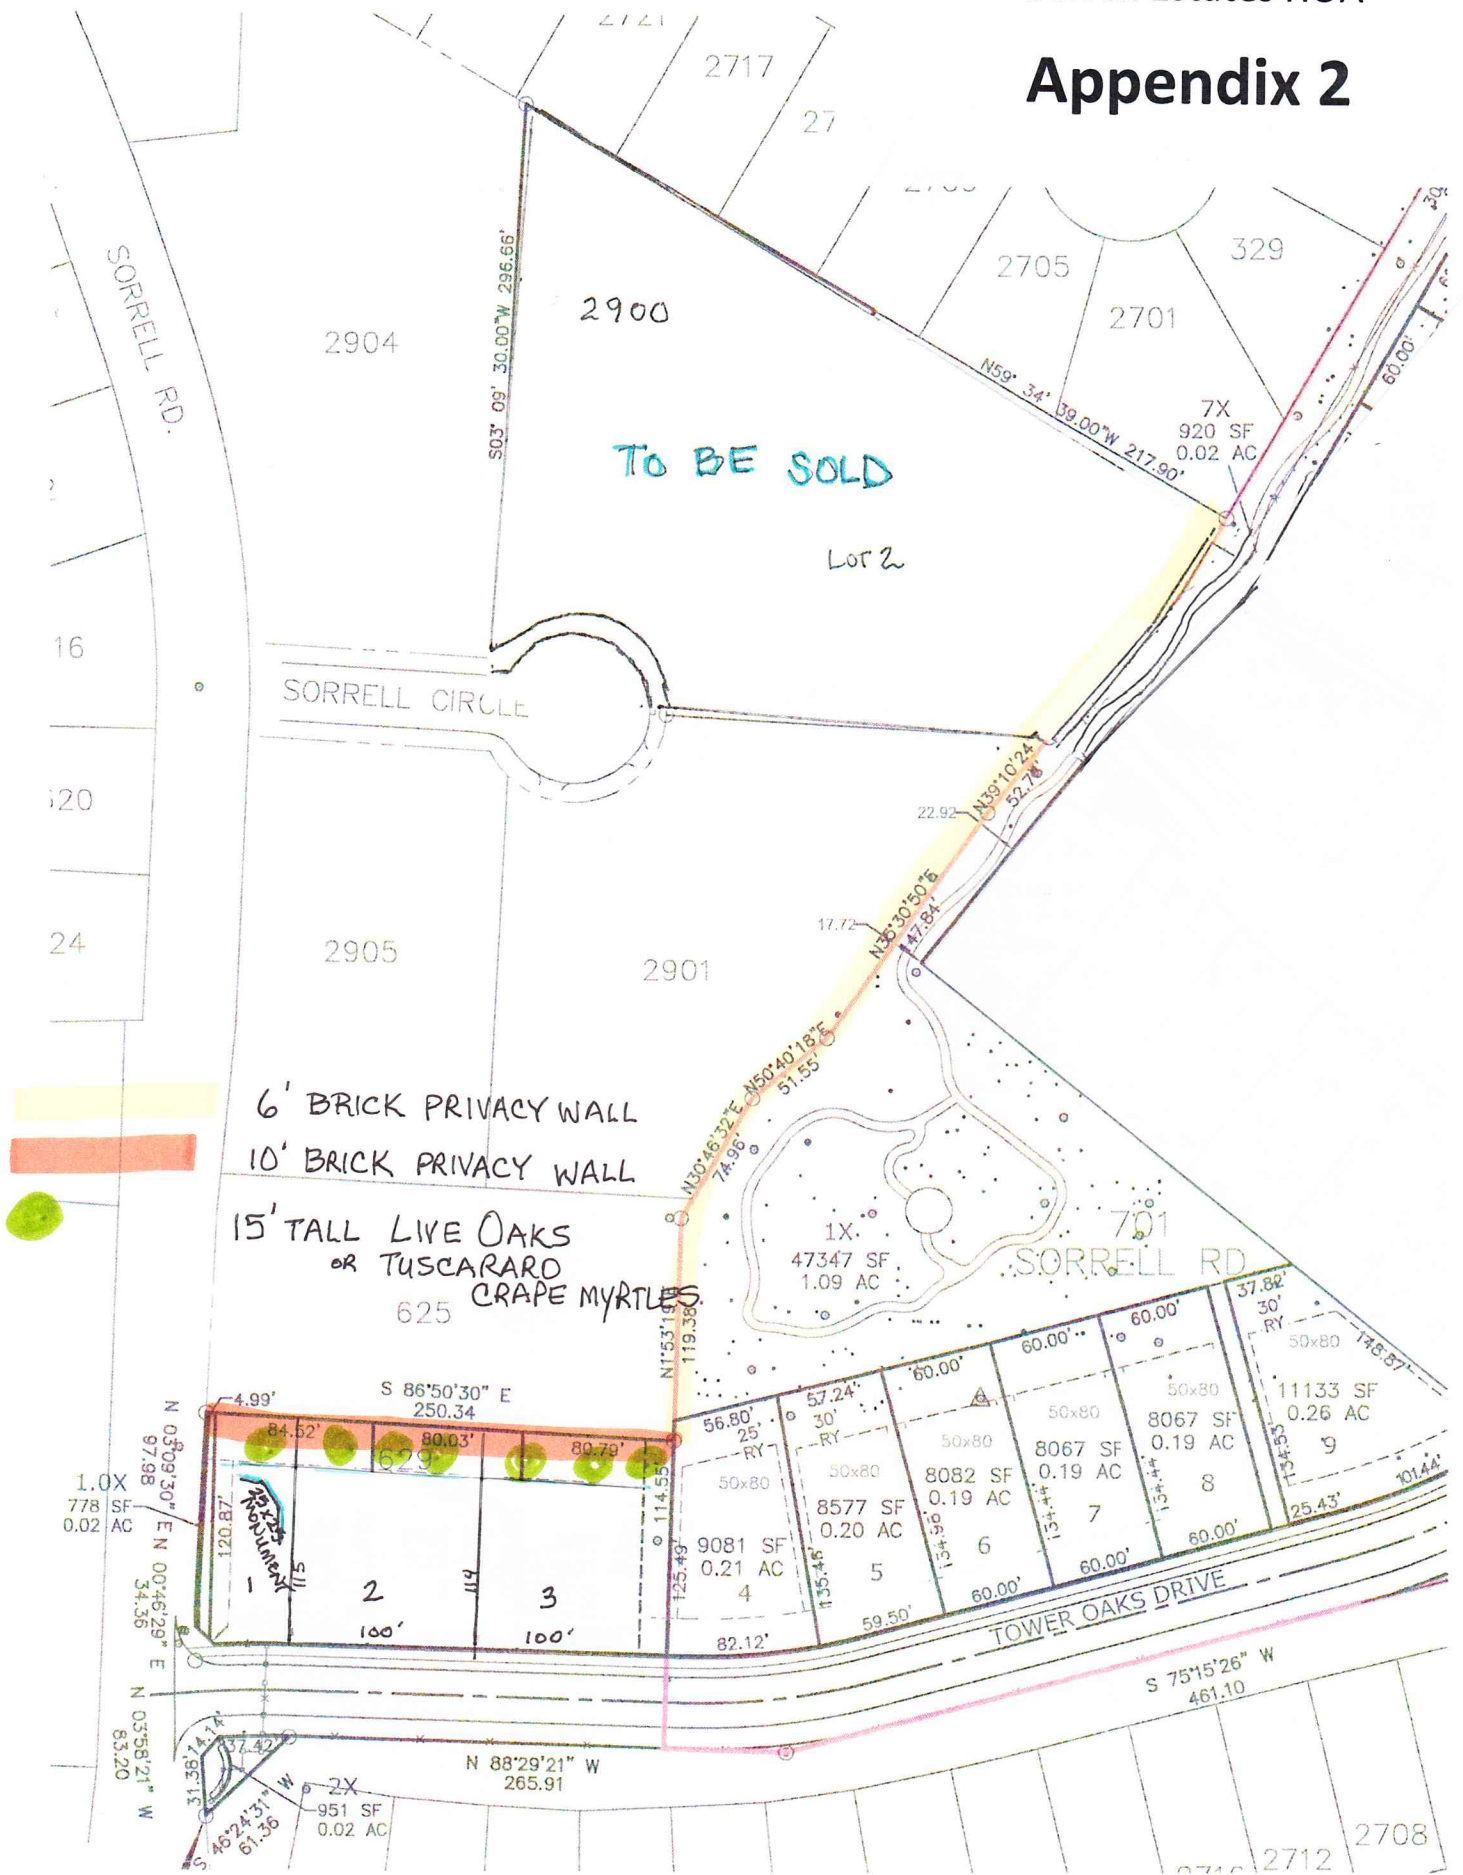 Appendix 2
2717
27
2705
2701
329
SORRELL RD.
2904
S03° 09' 30.00"W 296.66'
2900
N59° 34' 39.00"W 217.90'
7X
920 SF
0.02 AC
60.00'
TO BE SOLD
LOT 2
16
SORRELL CIRCLE
24
2905
2901
22.92
N39°10'24"
17.72
N36°30'50"E
47.84'
N50°40'18"E
51.55'
N30°46'32"E
74.96'
6' BRICK PRIVACY WALL
10' BRICK PRIVACY WALL
15' TALL LIVE OAKS
OR TUSCARARO
CRAPE MYRTLES
625
119.38'
1X
47347 SF
1.09 AC
701
SORRELL RD
4.99'
S 86°50'30" E
250.34
84.52'
80.03'
80.79'
629
N 03°09'30" E
97.98
1.0X
778 SF
0.02 AC
120.87'
25x25
MONUMENT
1
115
2
100'
114
3
100'
114.55'
125.49'
56.80'
25'
RY
50x80
9081 SF
0.21 AC
4
82.12'
57.24'
30'
RY
50x80
8577 SF
0.20 AC
5
135.46'
59.50'
60.00'
50x80
8082 SF
0.19 AC
6
134.96'
60.00'
60.00'
50x80
8067 SF
0.19 AC
7
134.44'
60.00'
60.00'
50x80
8067 SF
0.19 AC
8
134.44'
60.00'
37.82'
30'
RY
50x80
11133 SF
0.26 AC
9
134.53'
148.87'
25.43'
101.44'
TOWER OAKS DRIVE
S 75°15'26" W
461.10
N 00°46'29" E
34.36
N 03°58'21" W
83.20
14.14'
37.42'
31.38'
N 88°29'21" W
265.91
2X
951 SF
0.02 AC
S 46°24'31" W
61.36
2712
2708